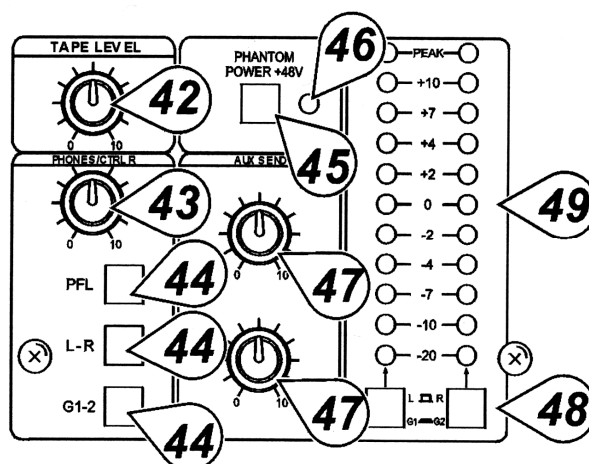 TAPE LEVEL
42
0 10
PHONES/CTRL R
43
0 10
PFL
44
L-R
44
G1-2
44
PHANTOM
POWER +48V
46
45
AUX SEND
47
0 10
47
0 10
PEAK
+10
+7
+4
+2
0
-2
-4
-7
-10
-20
49
L R
G1 G2
48